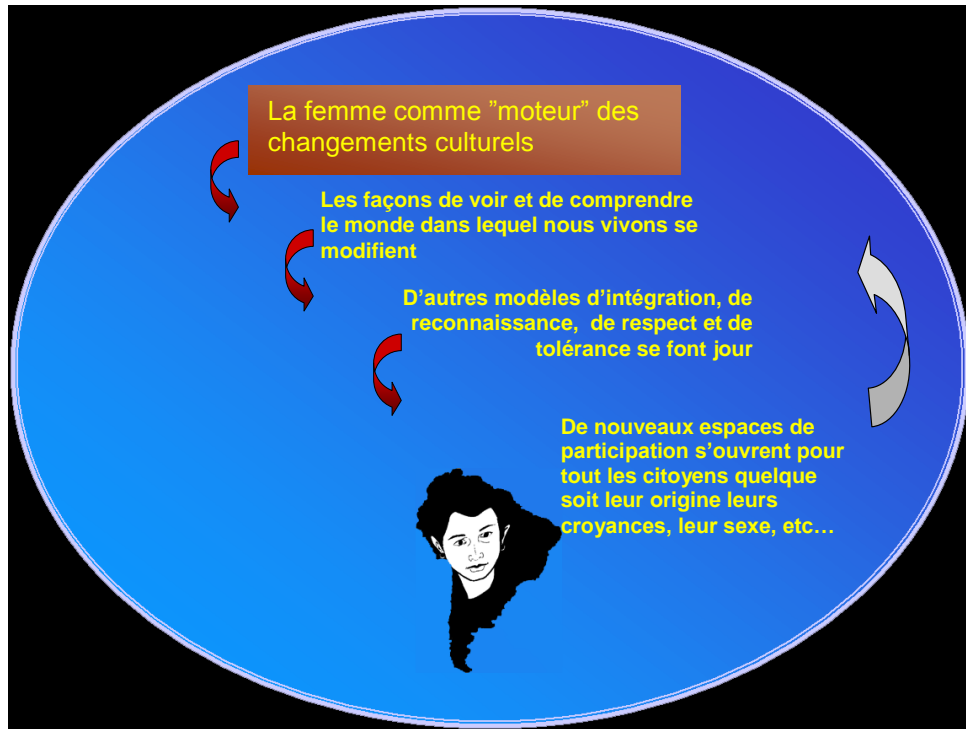 La femme comme ”moteur” des
changements culturels
Les façons de voir et de comprendre
le monde dans lequel nous vivons se
modifient
D’autres modèles d’intégration, de
reconnaissance,  de respect et de
tolérance se font jour
De nouveaux espaces de
participation s’ouvrent pour
tout les citoyens quelque
soit leur origine leurs
croyances, leur sexe, etc…